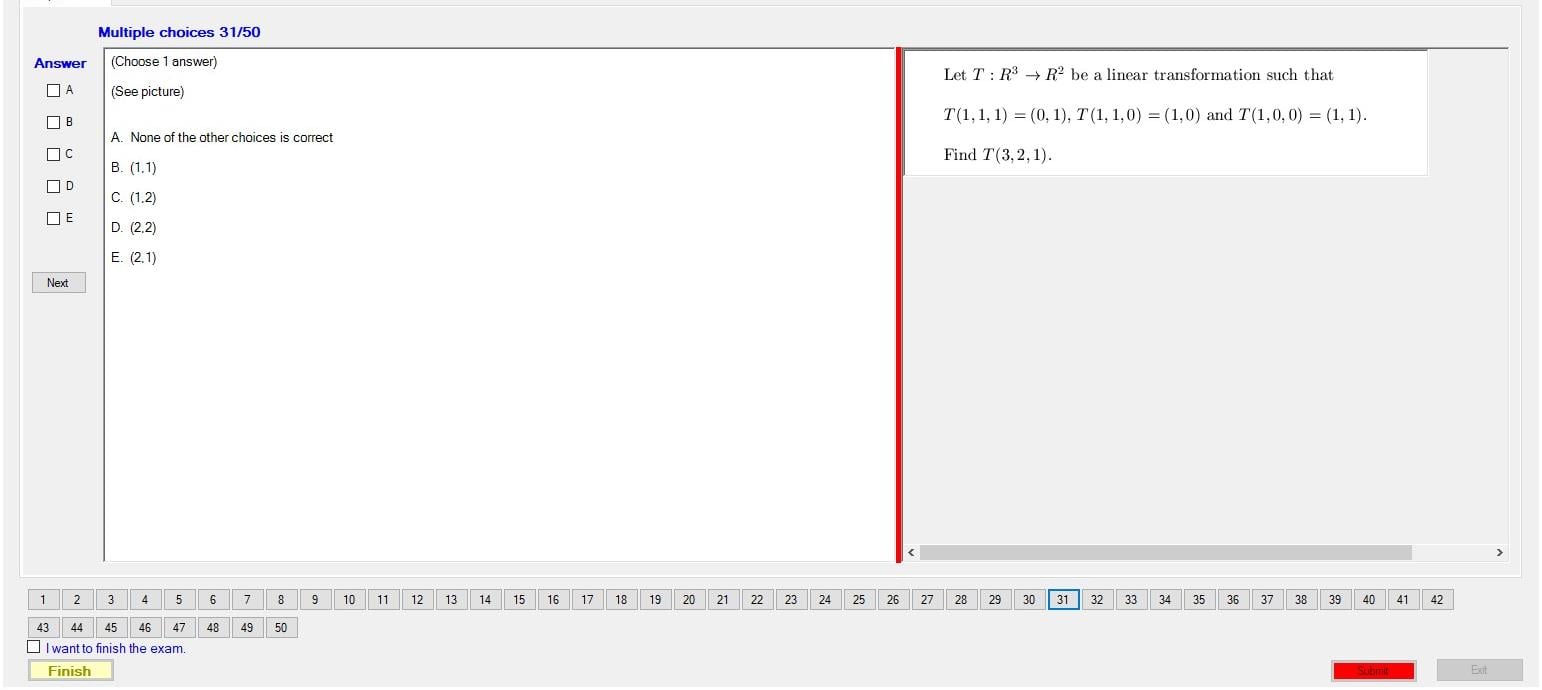 Multiple choices 31/50
Answer
A
B
C
D
E
Next
(Choose 1 answer)
(See picture)
A. None of the other choices is correct
B. (1,1)
C. (1,2)
D. (2,2)
E. (2,1)
Let T : R³ → R² be a linear transformation such that
T(1, 1, 1) = (0, 1), T(1, 1, 0) = (1, 0) and T(1, 0, 0) = (1, 1).
Find T(3, 2, 1).
1 2 3 4 5 6 7 8 9 10 11 12 13 14 15 16 17 18 19 20 21 22 23 24 25 26 27 28 29 30 31 32 33 34 35 36 37 38 39 40 41 42
43 44 45 46 47 48 49 50
I want to finish the exam.
Finish
Submit
Exit